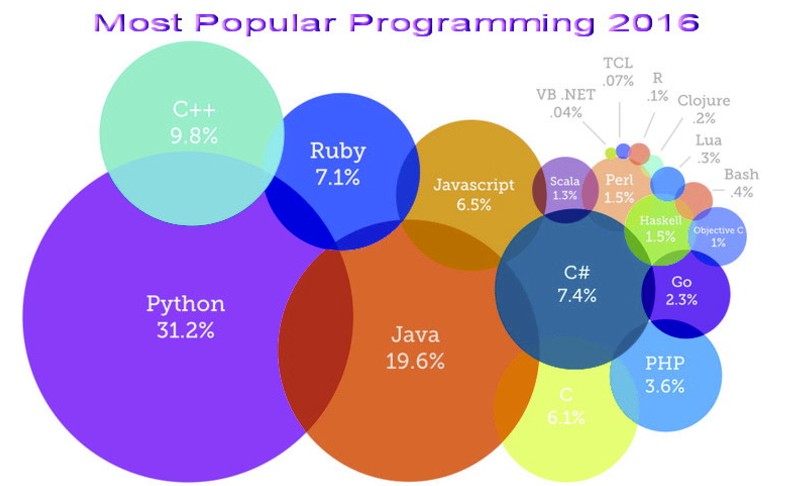 Most Popular Programming 2016
C++
9.8%
Ruby
7.1%
Javascript
6.5%
Python
31.2%
Java
19.6%
VB .NET
.04%
TCL
.07%
R
.1%
Clojure
.2%
Lua
.3%
Bash
.4%
Scala
1.3%
Perl
1.5%
Haskell
1.5%
Objective C
1%
C#
7.4%
Go
2.3%
PHP
3.6%
C
6.1%